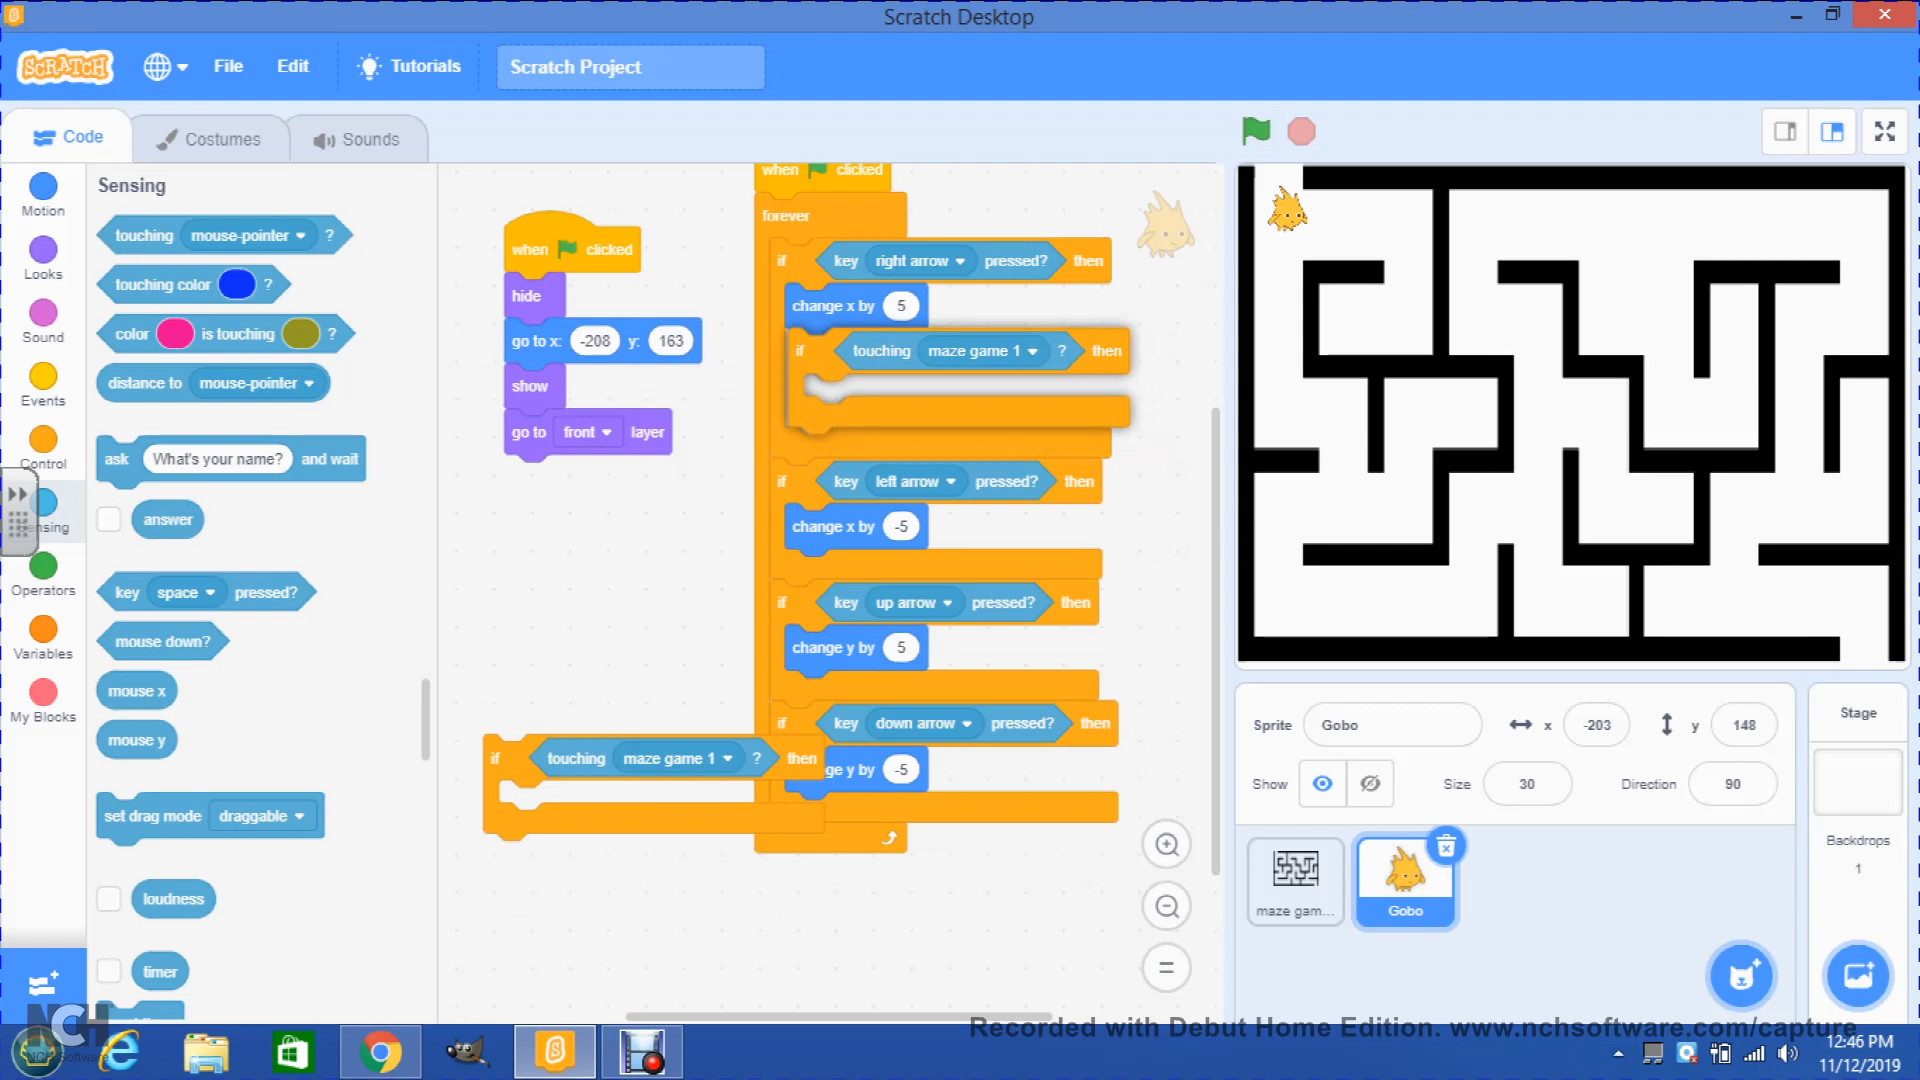 Scratch Desktop
SCRATCH
File
Edit
Tutorials
Scratch Project
Code
Costumes
Sounds
Motion
Looks
Sound
Events
Control
ensing
Operators
Variables
My Blocks
Sensing
touching mouse-pointer ?
touching color ?
color is touching ?
distance to mouse-pointer
ask What's your name? and wait
answer
key space pressed?
mouse down?
mouse x
mouse y
set drag mode draggable
loudness
timer
when clicked
hide
go to x: -208 y: 163
show
go to front layer
when clicked
forever
if key right arrow pressed? then
change x by 5
if touching maze game 1 ? then
if key left arrow pressed? then
change x by -5
if key up arrow pressed? then
change y by 5
if key down arrow pressed? then
ge y by -5
if touching maze game 1 ? then
Sprite Gobo x -203 y 148
Show Size 30 Direction 90
maze gam...
Gobo
Stage
Backdrops
1
NCH
NCH Software
Recorded with Debut Home Edition. www.nchsoftware.com/capture
12:46 PM
11/12/2019